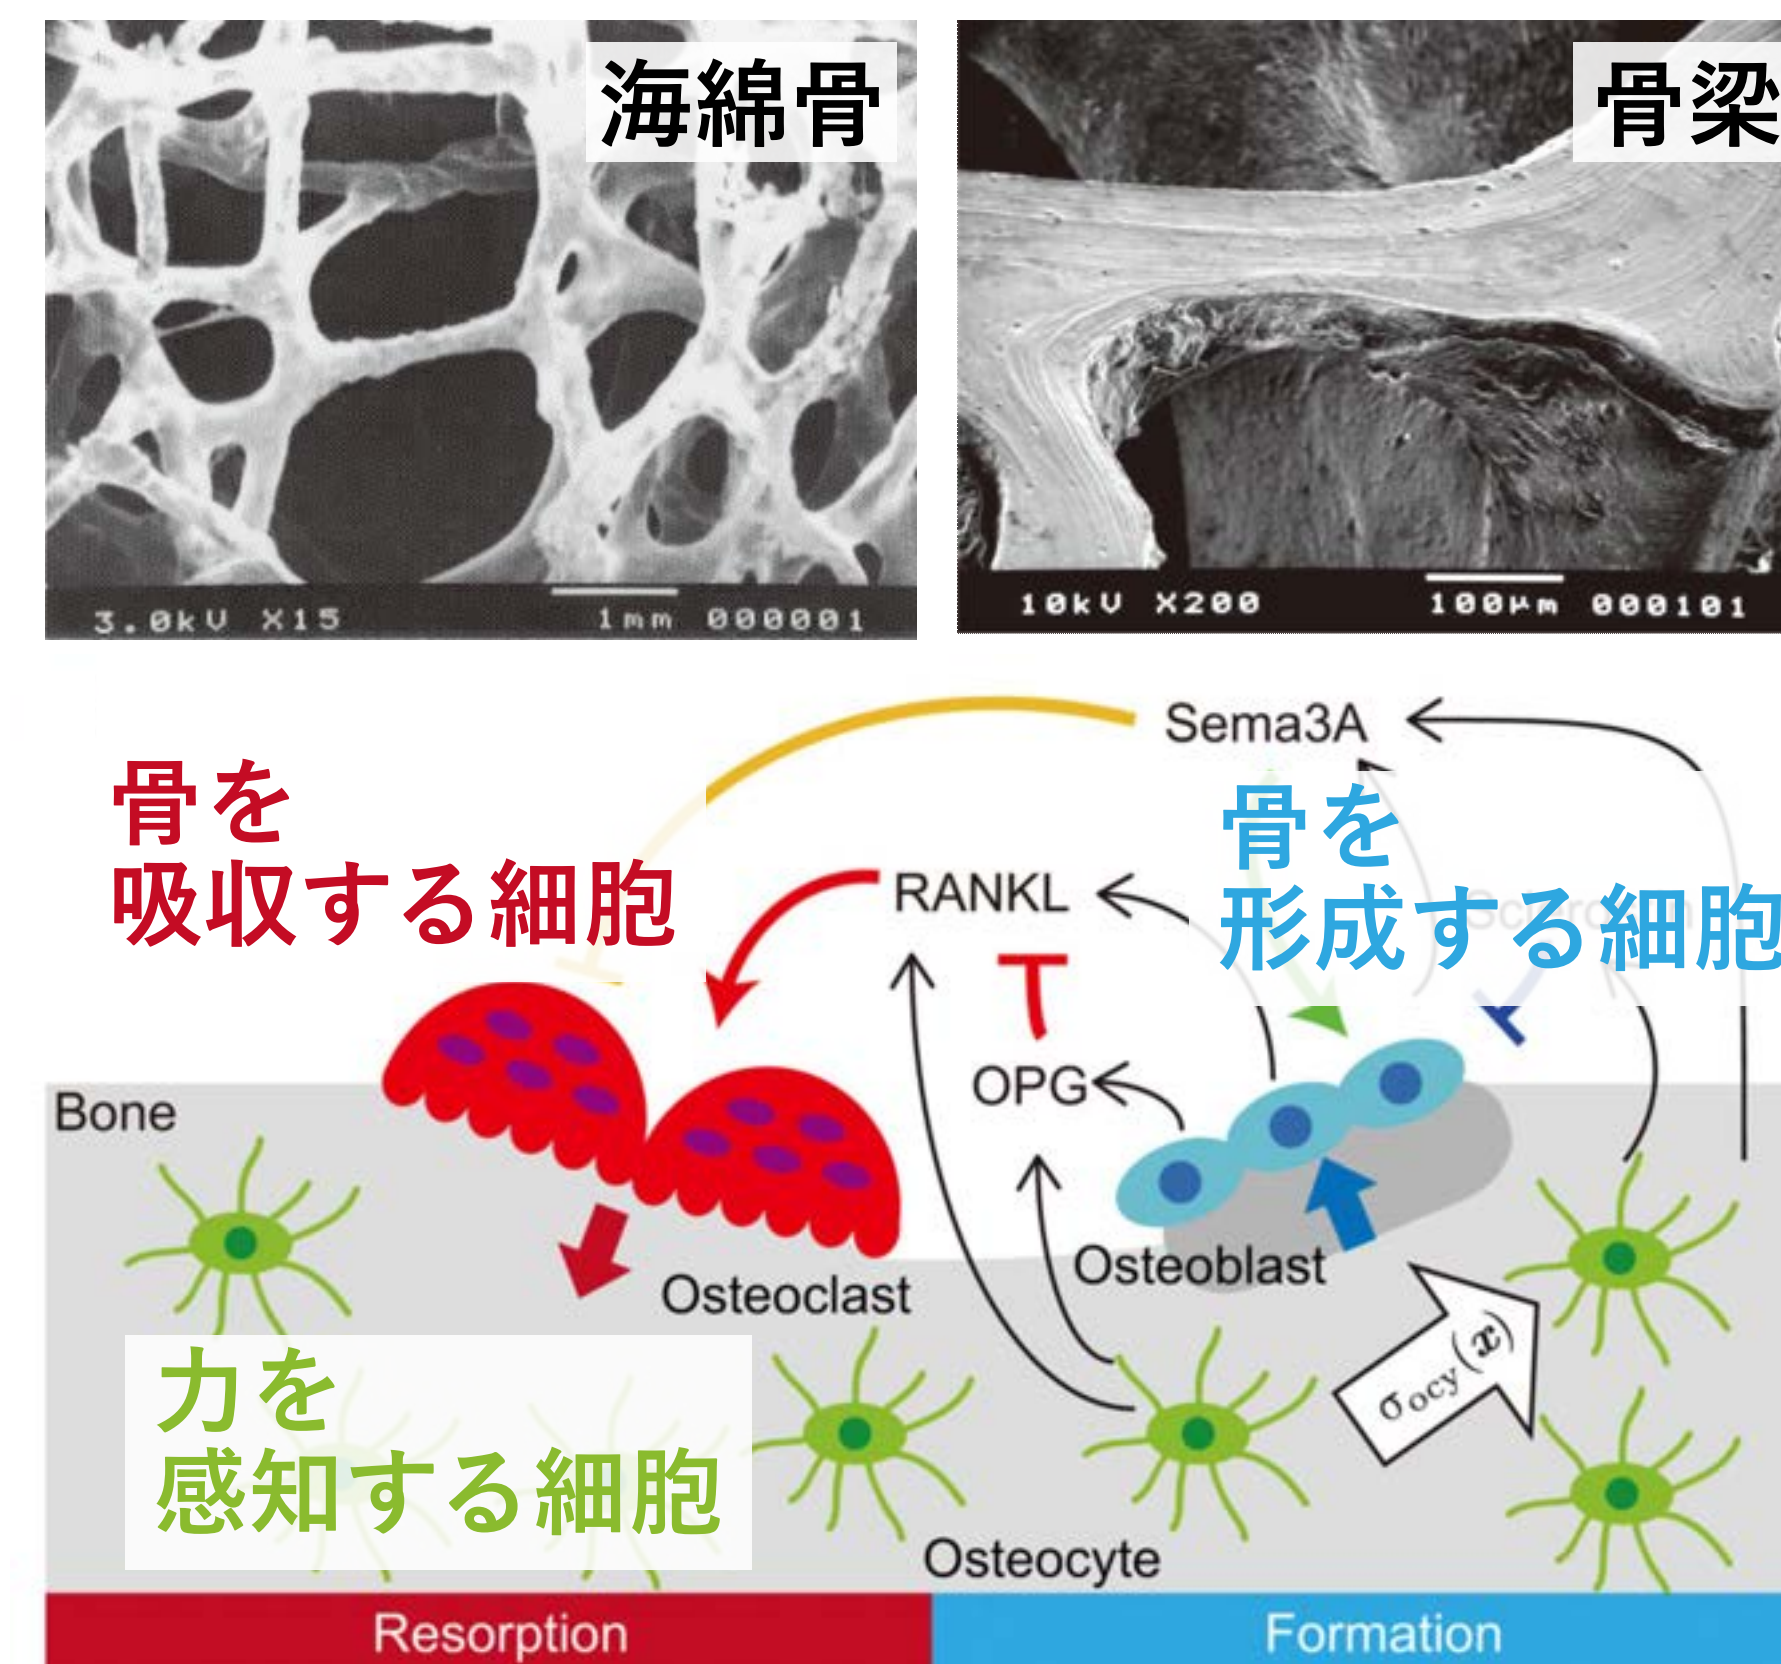 海綿骨
骨梁
3.0kV X15 1mm 000001
10kV X200 100μm 000101
Sema3A
骨を
吸収する細胞
骨を
形成する細胞
RANKL
OPG
Bone
Osteoclast
Osteoblast
σocy(x)
力を
感知する細胞
Osteocyte
Resorption
Formation